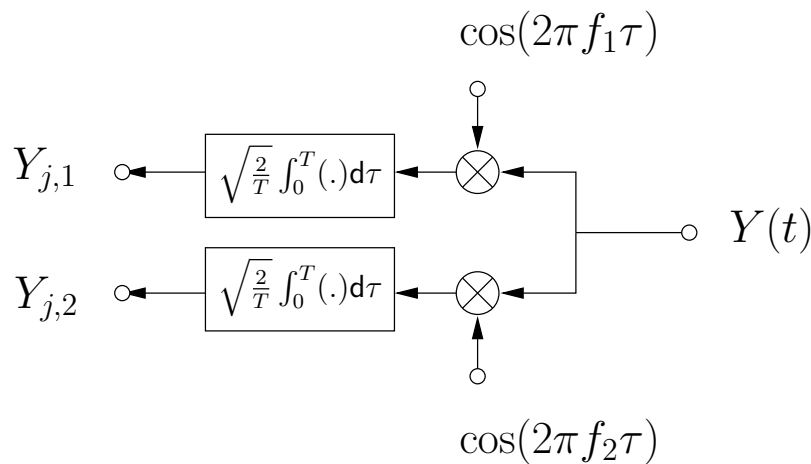 cos(2πf₁τ)
Y_{j,1}
√(2/T) ∫₀ᵀ(.)dτ
Y(t)
Y_{j,2}
√(2/T) ∫₀ᵀ(.)dτ
cos(2πf₂τ)